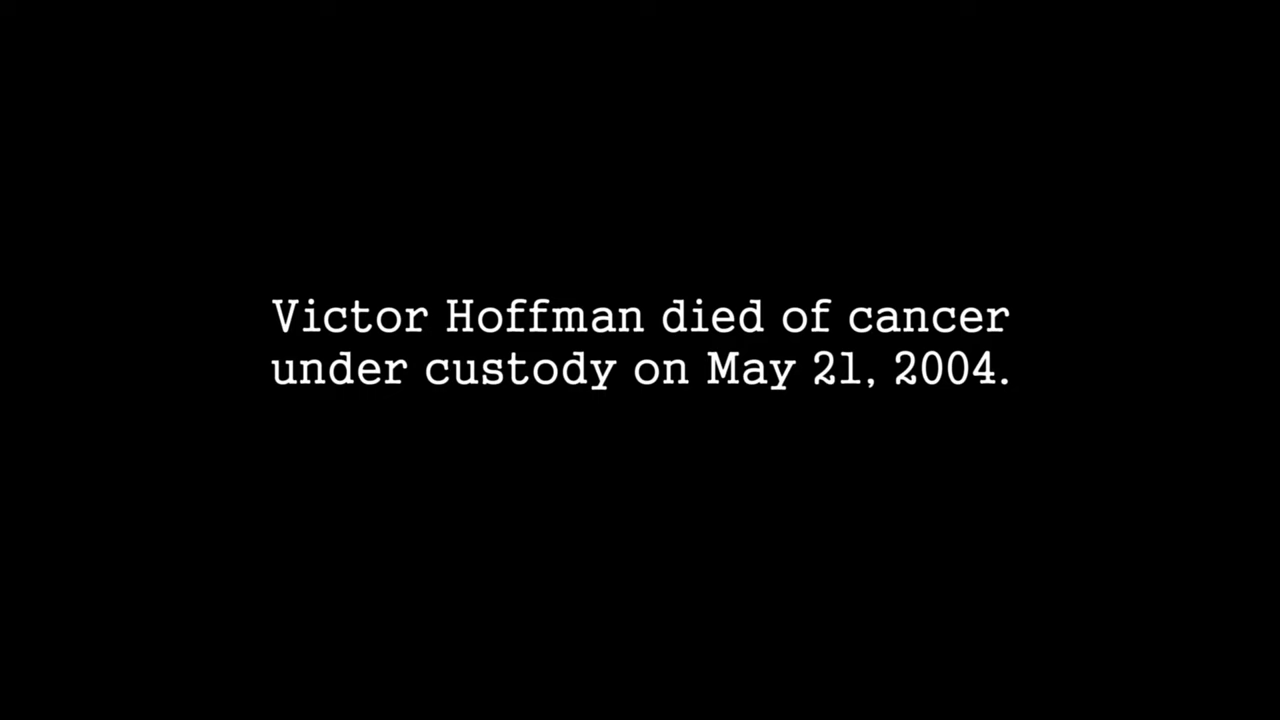 Victor Hoffman died of cancer
under custody on May 21, 2004.